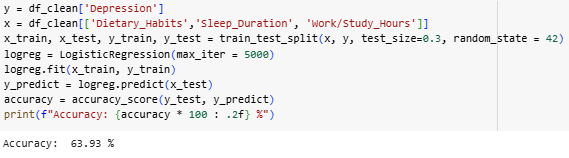 y = df_clean['Depression']
x = df_clean[['Dietary_Habits','Sleep_Duration', 'Work/Study_Hours']]
x_train, x_test, y_train, y_test = train_test_split(x, y, test_size=0.3, random_state = 42)
logreg = LogisticRegression(max_iter = 5000)
logreg.fit(x_train, y_train)
y_predict = logreg.predict(x_test)
accuracy = accuracy_score(y_test, y_predict)
print(f"Accuracy: {accuracy * 100 : .2f} %")
Accuracy:  63.93 %